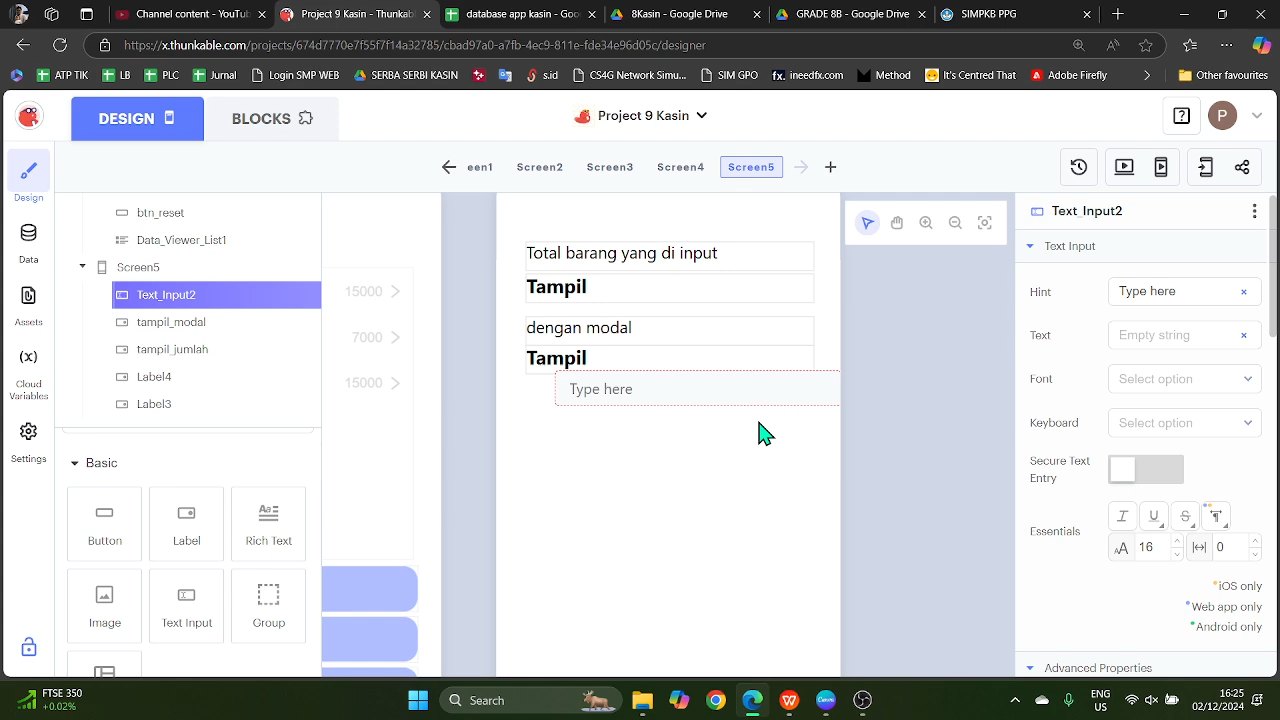 Channel content - YouTub
Project 9 Kasin - Thunkab
database app kasin - Goo
8Kasin - Google Drive
GRADE 8B - Google Drive
SIMPKB PPG
https://x.thunkable.com/projects/674d7770e7f55f7f14a32785/cbad97a0-a7fb-4ec9-811e-fde34e96d05c/designer
ATP TIK
LB
PLC
Jurnal
Login SMP WEB
SERBA SERBI KASIN
sid
CS4G Network Simu...
SIM GEPG
fx inesdfx.com
Medium
It's Centred That
Adobe Firefly
Other favourites
DESIGN
BLOCKS
Project 9 Kasin
P
een1
Screen2
Screen3
Screen4
Screen5
Design
Data
Assets
Cloud
Variables
Settings
btn_reset
Data_Viewer_List1
Screen5
Text_Input2
tampil_modal
tampil_jumlah
Label4
Label3
Basic
Button
Label
Rich Text
Image
Text Input
Group
15000
7000
15000
Total barang yang di input
Tampil
dengan modal
Tampil
Type here
Text_Input2
Text Input
Hint
Type here
Text
Empty string
Font
Select option
Keyboard
Select option
Secure Text
Entry
Essentials
16
0
iOS only
Web app only
Android only
Advanced Properties
FTSE 350
+0.02%
Search
ENG
US
16:25
02/12/2024